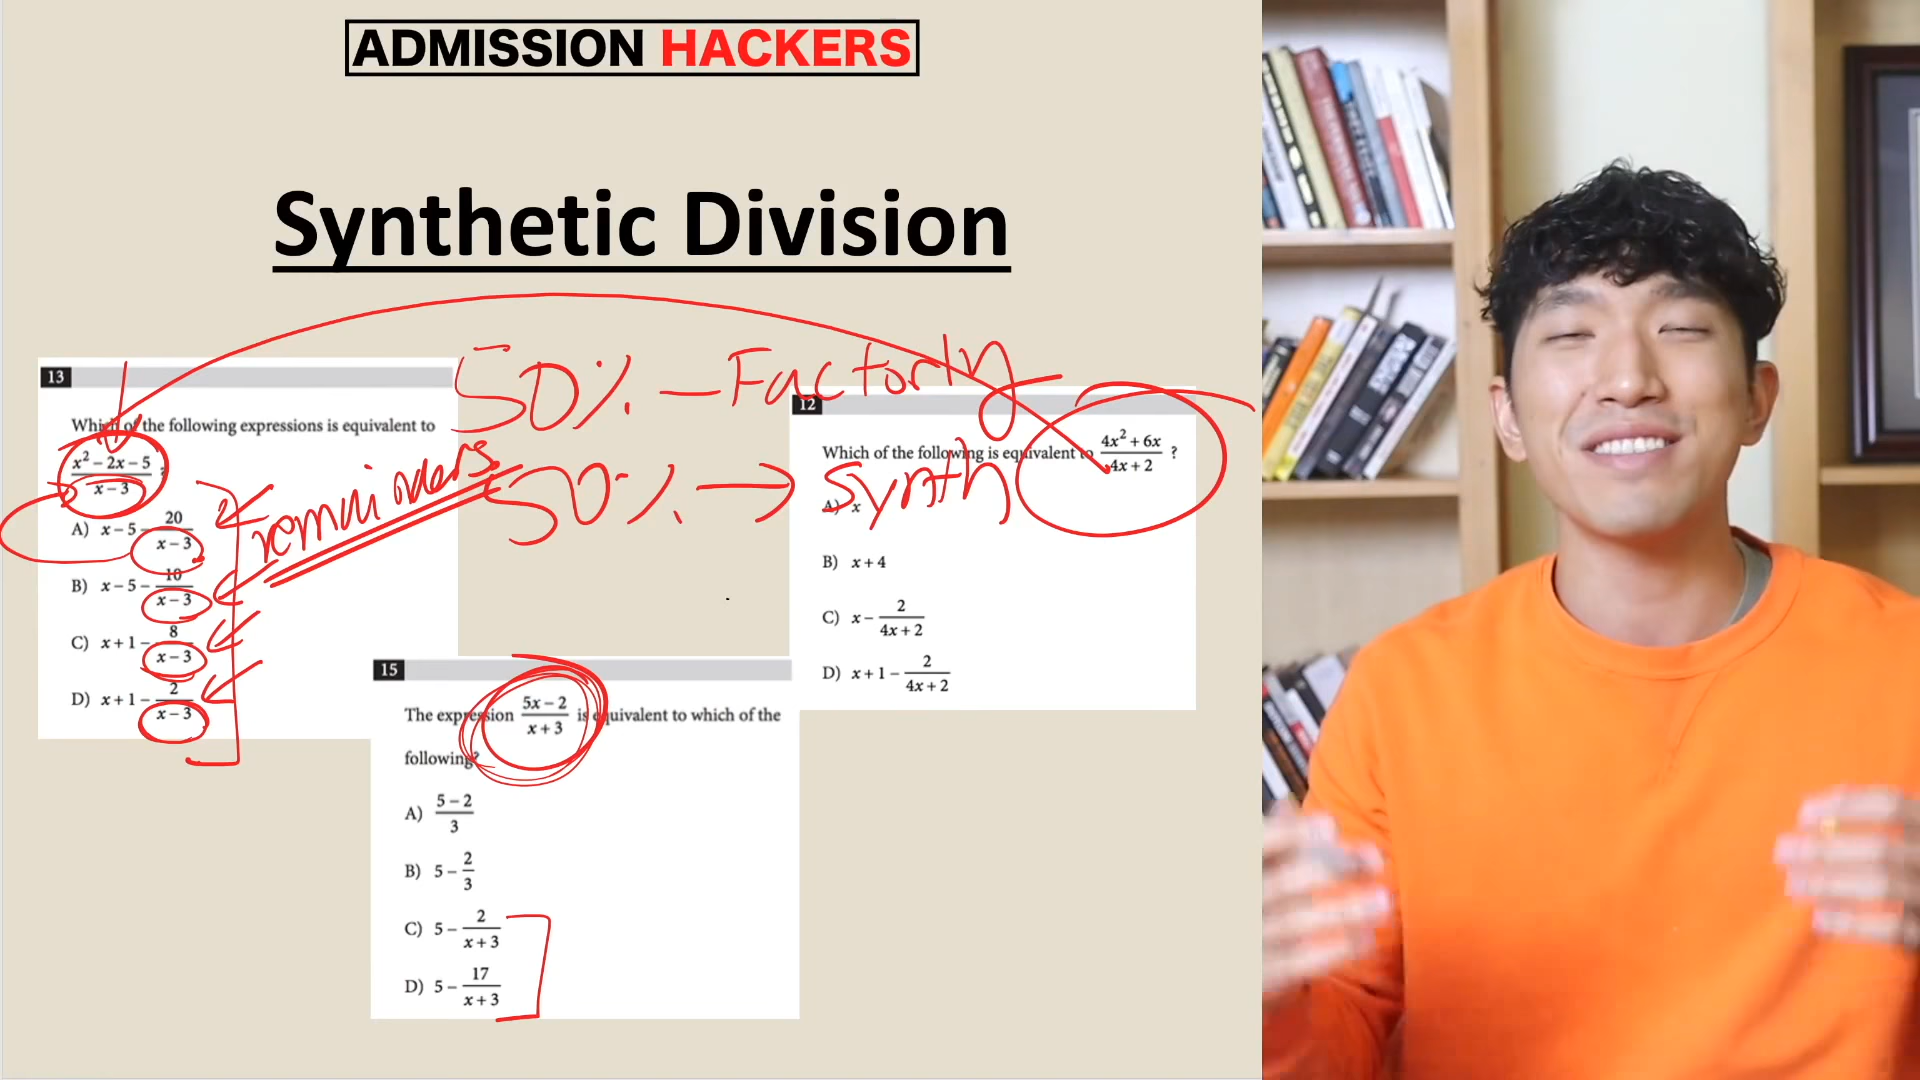 ADMISSION HACKERS
Synthetic Division
50% – Factoring
50% → synth
remainders
13
Which of the following expressions is equivalent to
x² – 2x – 5
x – 3
?
A) x – 5 – 20
x – 3
B) x – 5 – 10
x – 3
C) x + 1 – 8
x – 3
D) x + 1 – 2
x – 3
12
Which of the following is equivalent to 4x² + 6x
4x + 2
?
A) x
B) x + 4
C) x – 2
4x + 2
D) x + 1 – 2
4x + 2
15
The expression 5x – 2
x + 3
is equivalent to which of the
following?
A) 5 – 2
3
B) 5 – 2
3
C) 5 – 2
x + 3
D) 5 – 17
x + 3